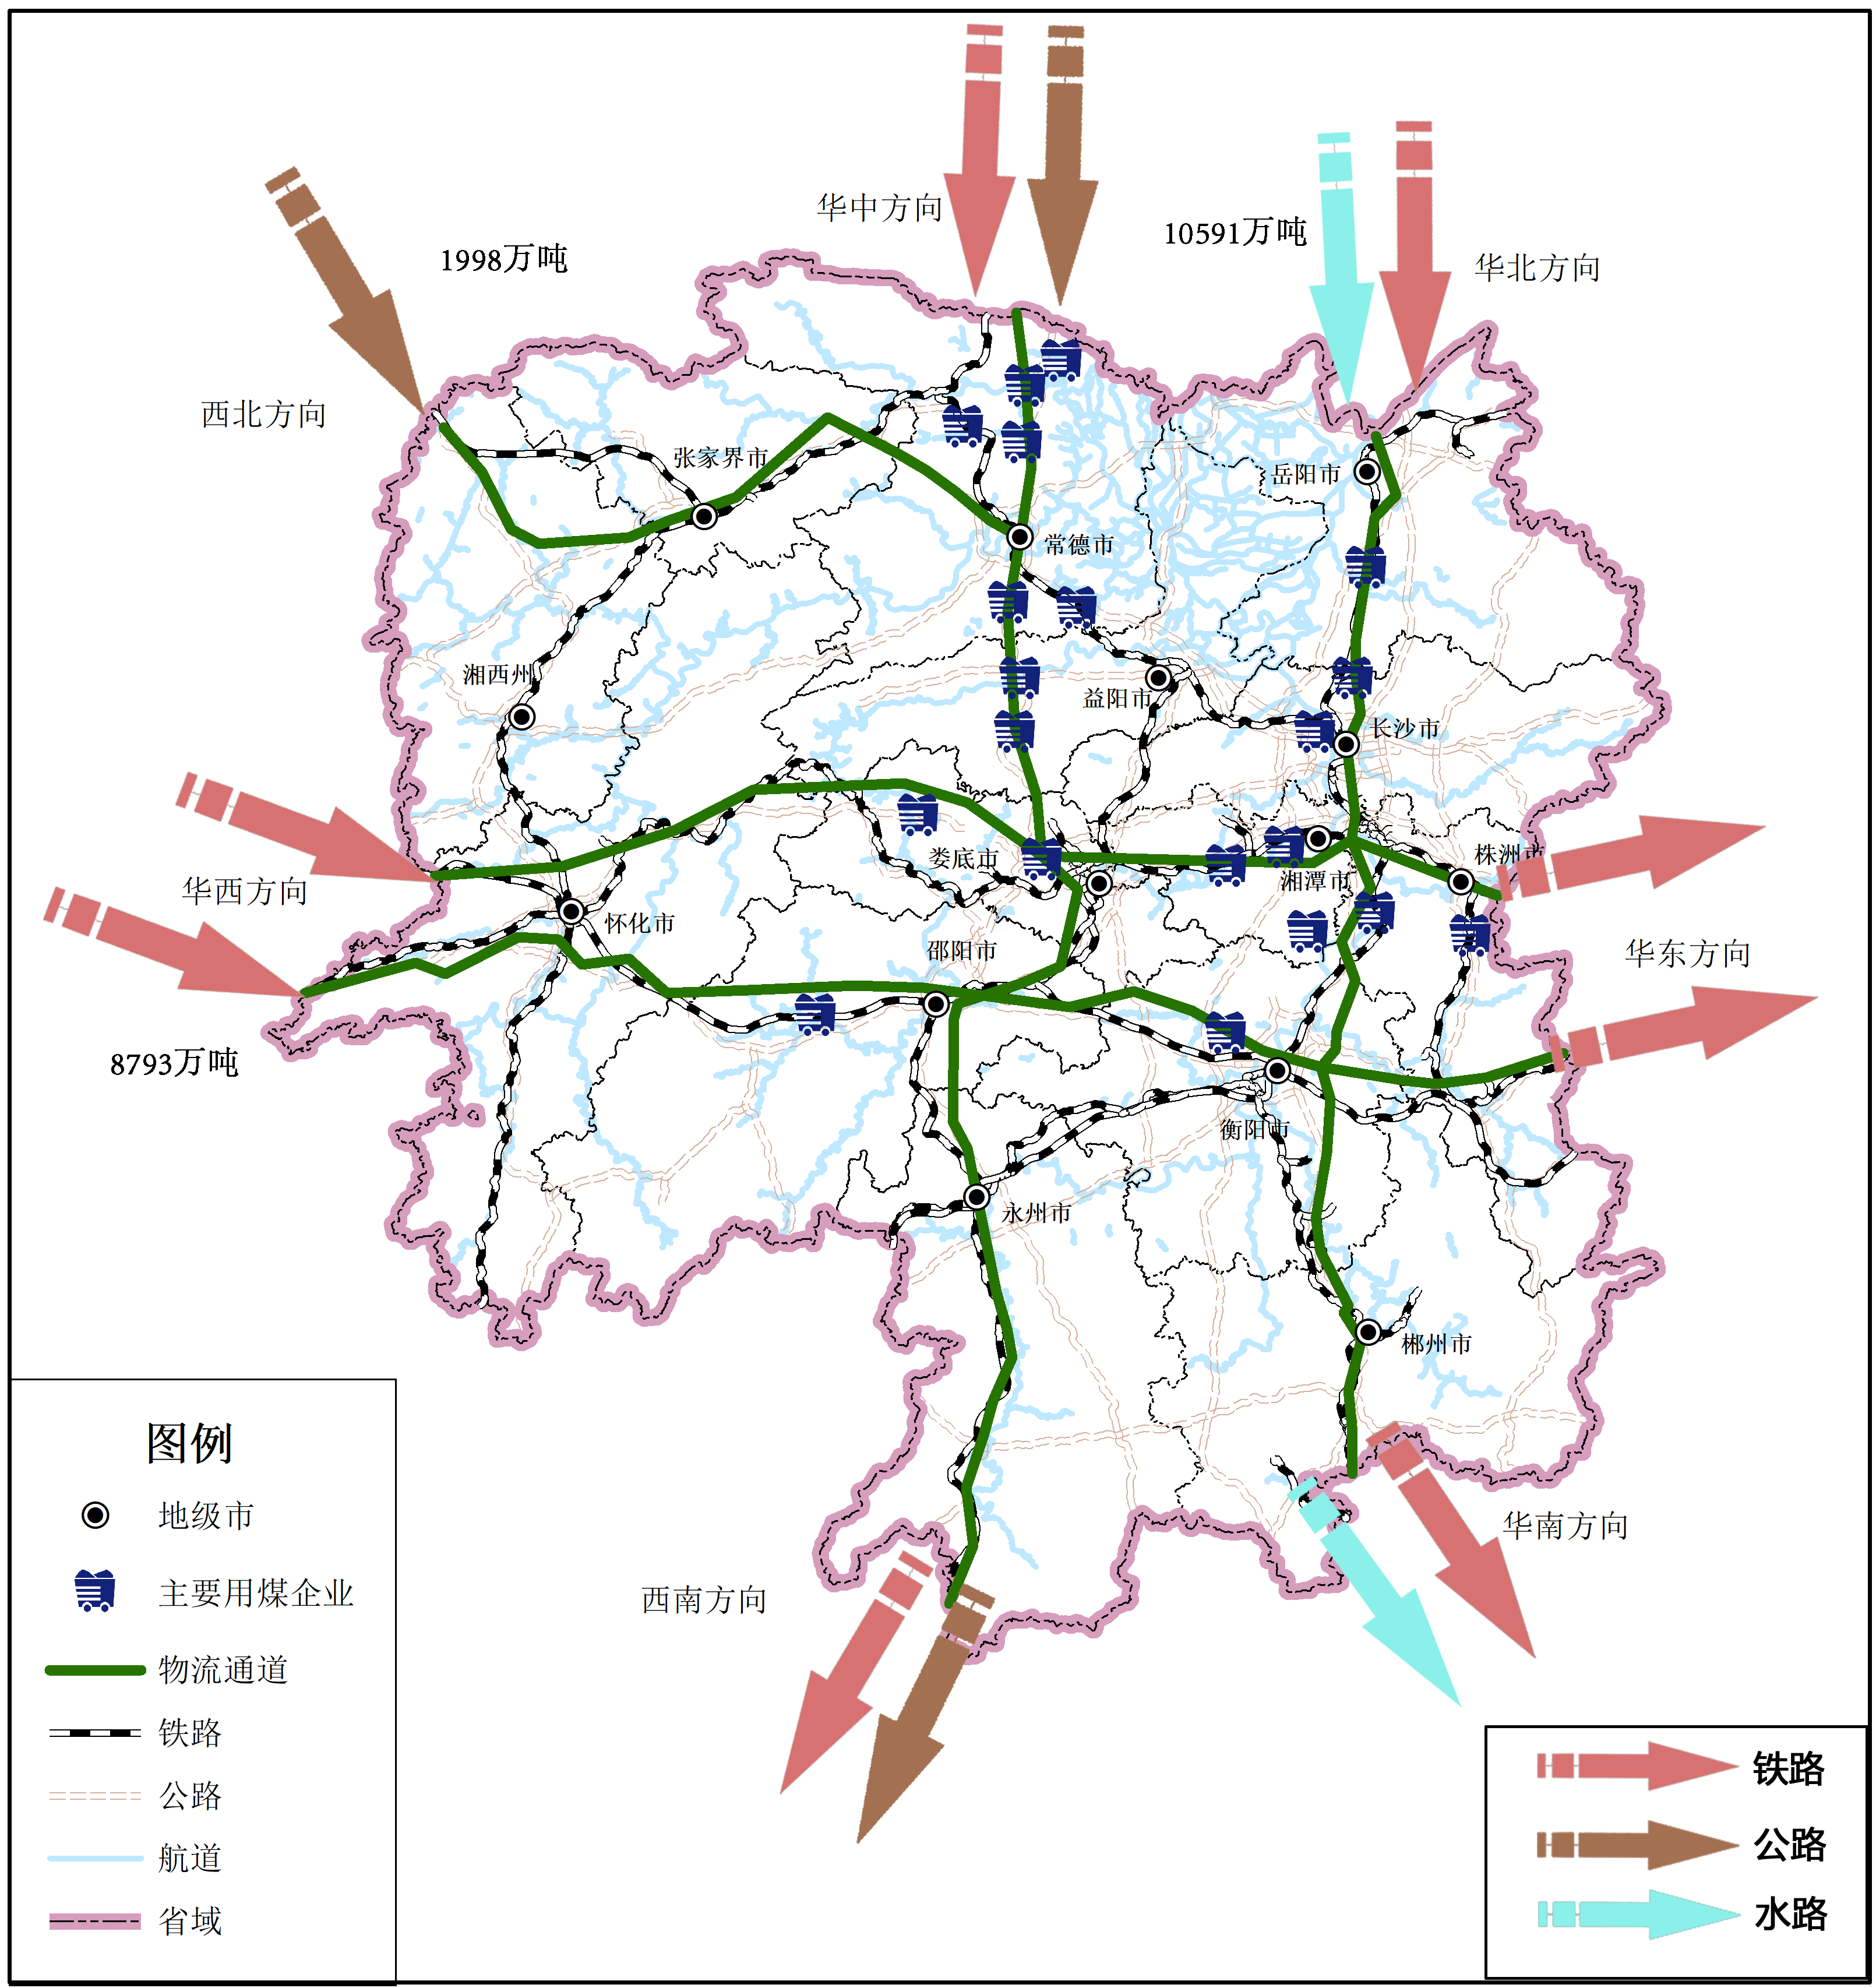 华中方向
10591万吨
1998万吨
华北方向
西北方向
张家界市
岳阳市
常德市
湘西州
益阳市
长沙市
娄底市
株洲市
湘潭市
华西方向
怀化市
邵阳市
华东方向
8793万吨
衡阳市
永州市
郴州市
华南方向
西南方向
图例
地级市
主要用煤企业
物流通道
铁路
公路
航道
省域
铁路
公路
水路